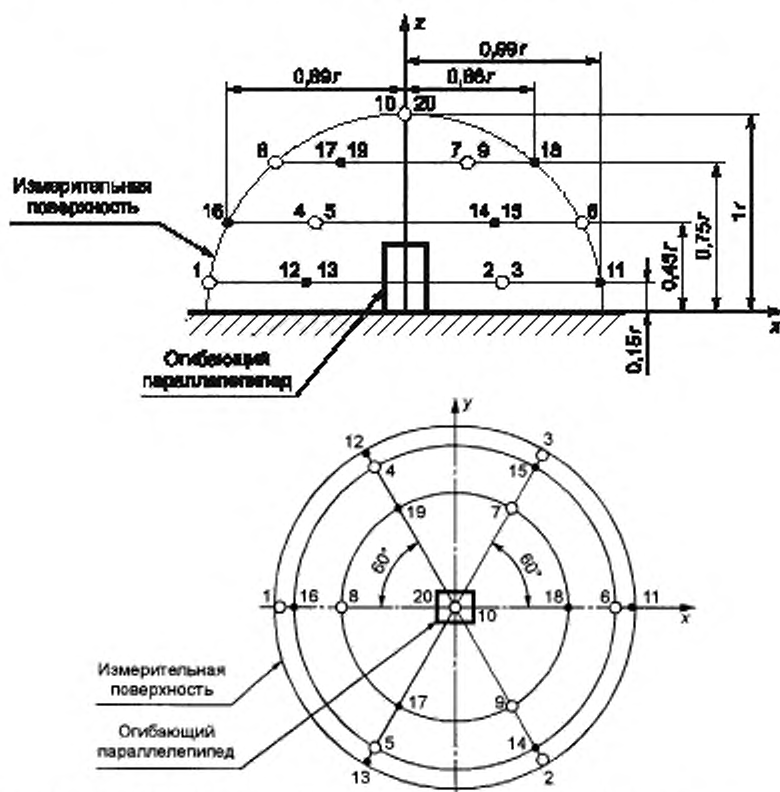 z
0,99r
0,89r
0,66r
10 20
8
17 19
7 9
18
Измерительная
поверхность
16
4 5
14 15
6
1
12 13
2 3
11
0,15r
0,45r
0,75r
1r
x
Огибающий
параллелепипед
y
12
3
4
15
19
7
60°
60°
1
16
8
20
10
18
6
11
x
Измерительная
поверхность
17
9
Огибающий
параллелепипед
5
14
13
2